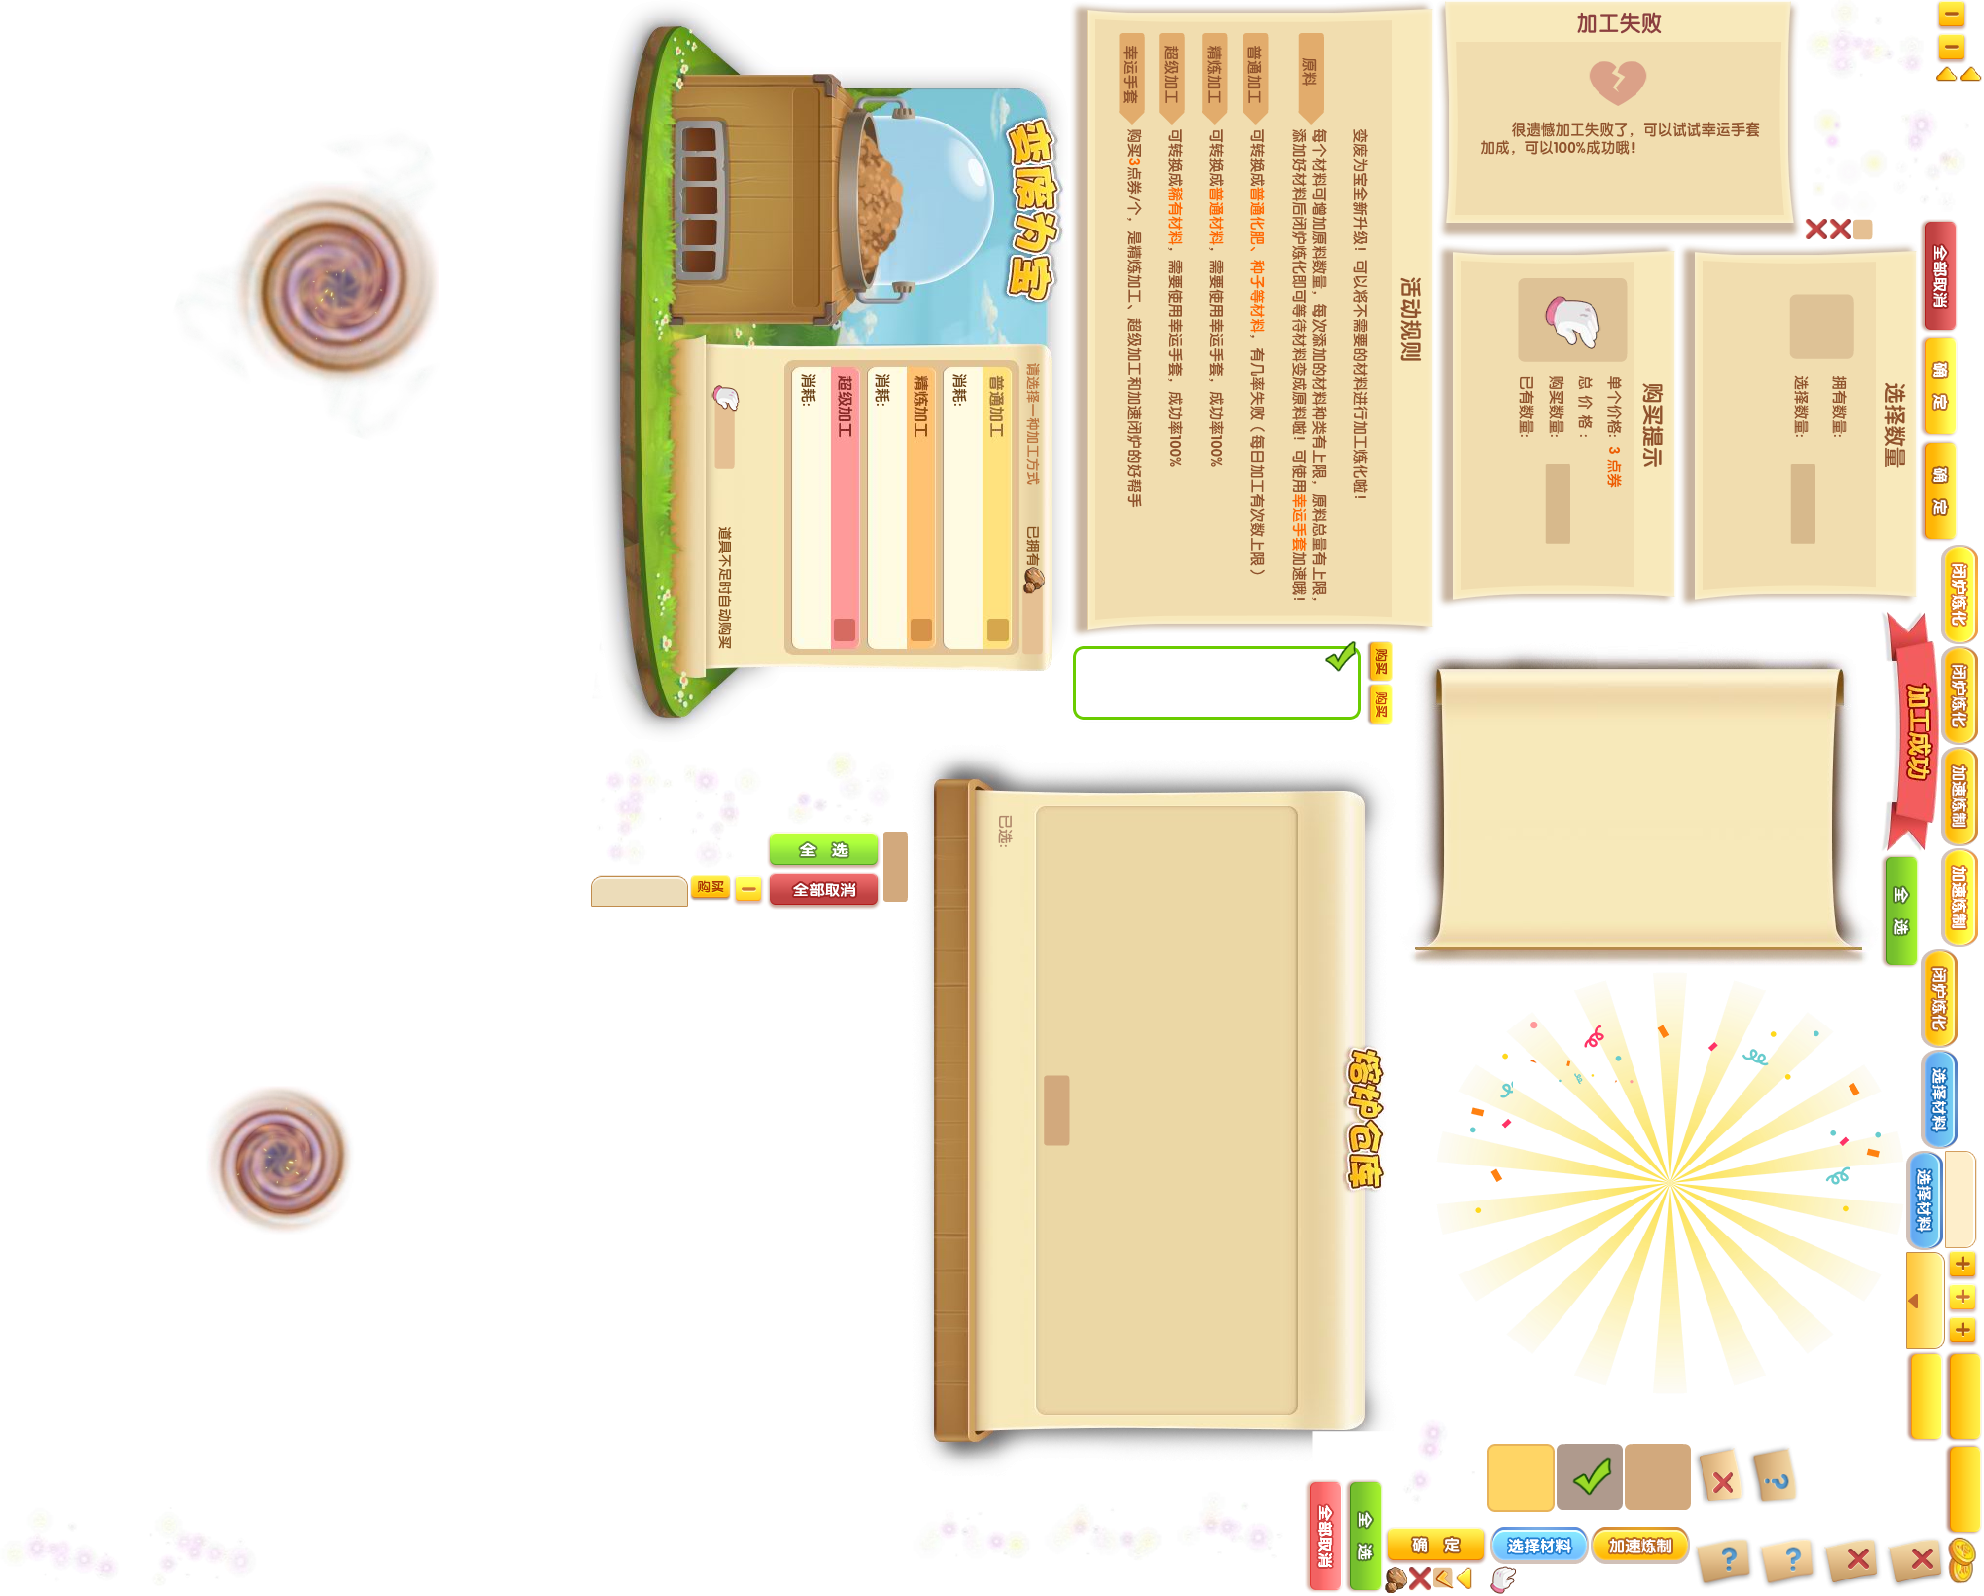 加工失败
很遗憾加工失败了，可以试试幸运手套
加成，可以100%成功哦！
活动规则
变废为宝全新升级！可以将不需要的材料进行加工炼化啦！
原料
每个材料可增加原料数量，每次添加的材料种类有上限，原料总量有上限，
添加好材料后闭炉炼化即可等待材料变成原料啦！可使用幸运手套加速哦！
普通加工
可转换成普通化肥、种子等材料，有几率失败（每日加工有次数上限）
精炼加工
可转换成普通材料，需要使用幸运手套，成功率100%
超级加工
可转换成稀有材料，需要使用幸运手套，成功率100%
幸运手套
购买3点券/个，是精炼加工、超级加工和加速闭炉的好帮手
变废为宝
请选择一种加工方式
已拥有
普通加工
消耗：
精炼加工
消耗：
超级加工
消耗：
道具不足时自动购买
购买提示
单个价格：3 点券
总 价 格：
购买数量：
已有数量：
选择数量
拥有数量：
选择数量：
全部取消
确 定
确 定
闭炉炼化
闭炉炼化
加速炼制
加速炼制
加工成功
全 选
闭炉炼化
选择材料
选择材料
购买
购买
全 选
全部取消
购买
已选：
熔炉仓库
全部取消
全 选
确 定
选择材料
加速炼制
?
?
?